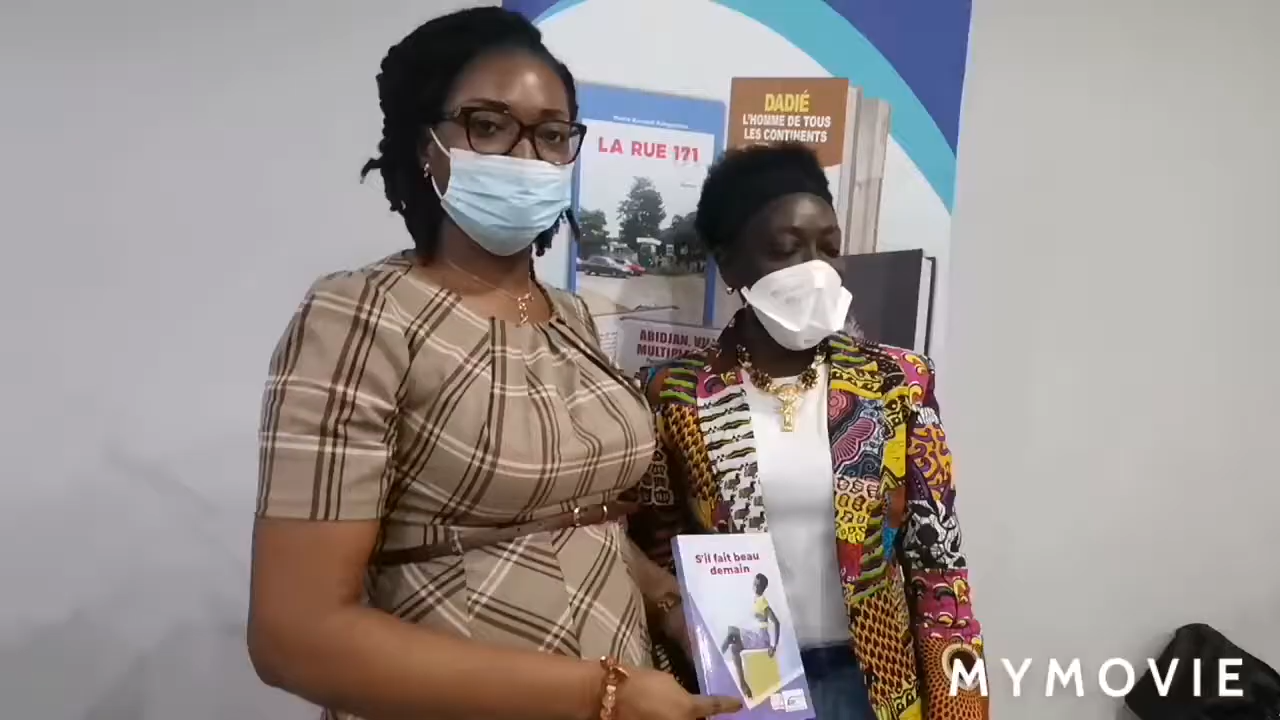 DADIÉ
L'HOMME DE TOUS
LES CONTINENTS
LA RUE 171
ABIDJAN,
S'il fait beau
demain
MYMOVIE